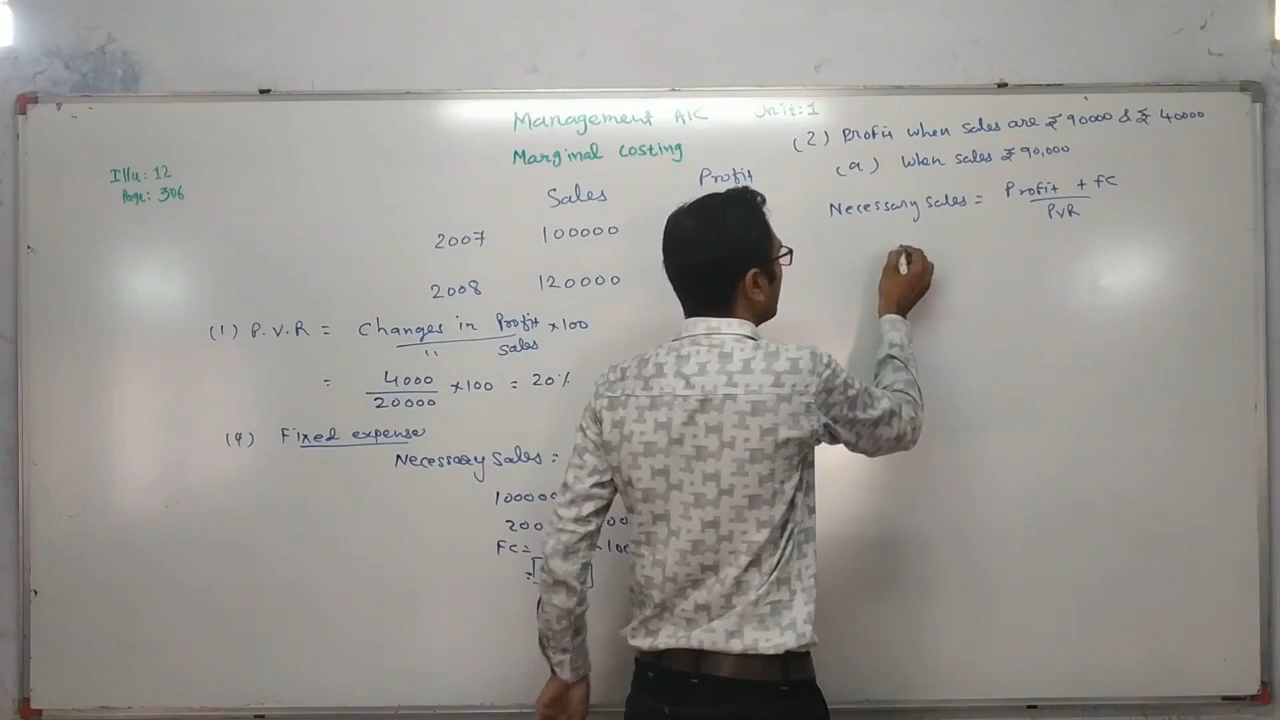 Management A/C Unit:1
Marginal costing
Illu: 12
Page: 306
Sales Profit
2007 100000
2008 120000
(1) P.V.R = Changes in Profit ×100
" Sales
= 4000 ×100 = 20%
20000
(4) Fixed expense
Necessary Sales =
100000
200
FC=
(2) Profit when sales are ₹ 90000 & ₹ 40000
(a) when sales ₹ 90,000
Necessary sales = Profit + FC
PVR